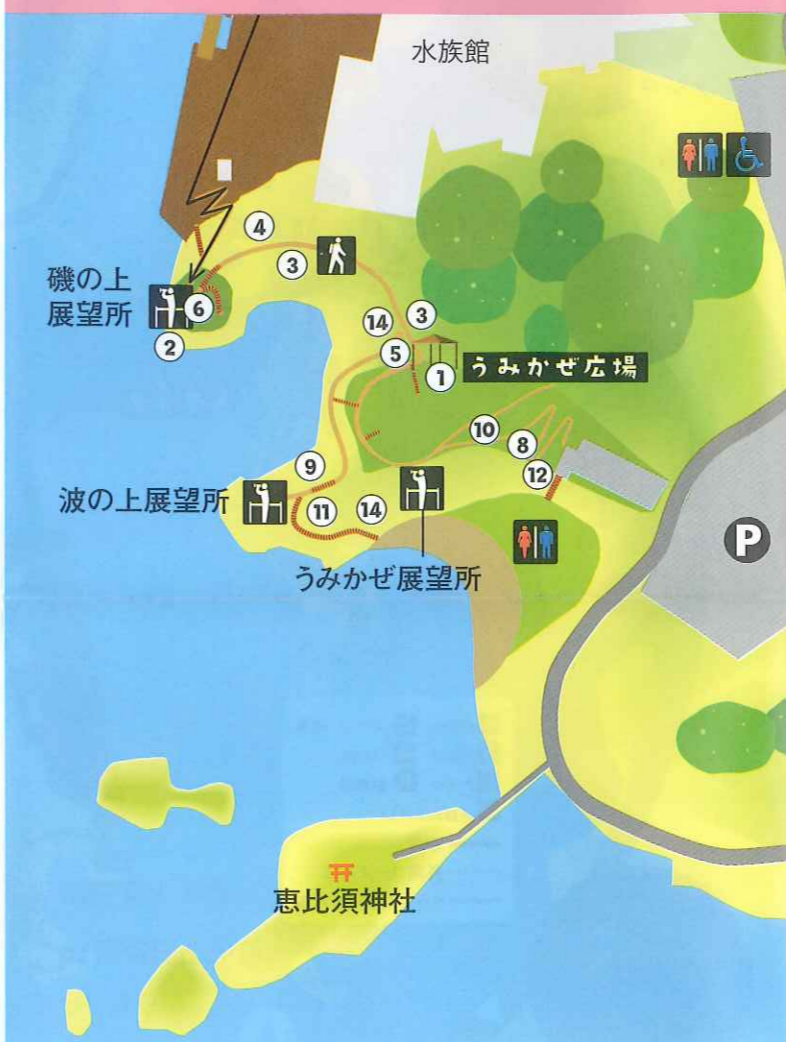 水族館
④
③
磯の上
展望所
⑥
②
⑭
③
⑤
①
うみかぜ広場
⑩
⑧
⑫
⑨
波の上展望所
⑪
⑭
うみかぜ展望所
P
恵比須神社